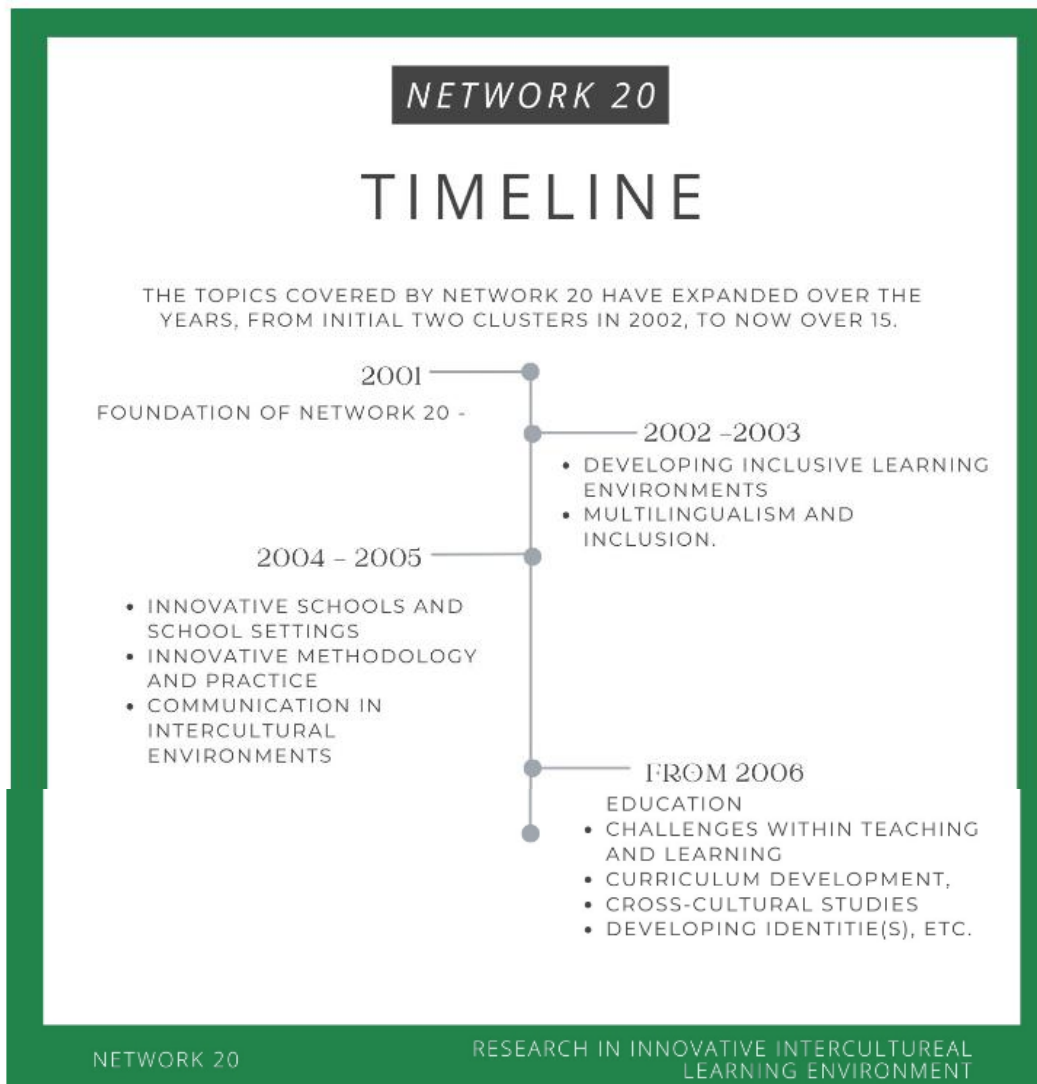 NETWORK 20
TIMELINE
THE TOPICS COVERED BY NETWORK 20 HAVE EXPANDED OVER THE
YEARS, FROM INITIAL TWO CLUSTERS IN 2002, TO NOW OVER 15.
2001
FOUNDATION OF NETWORK 20 -
2002 –2003
• DEVELOPING INCLUSIVE LEARNING
ENVIRONMENTS
• MULTILINGUALISM AND
INCLUSION.
2004 – 2005
• INNOVATIVE SCHOOLS AND
SCHOOL SETTINGS
• INNOVATIVE METHODOLOGY
AND PRACTICE
• COMMUNICATION IN
INTERCULTURAL
ENVIRONMENTS
FROM 2006
EDUCATION
• CHALLENGES WITHIN TEACHING
AND LEARNING
• CURRICULUM DEVELOPMENT,
• CROSS-CULTURAL STUDIES
• DEVELOPING IDENTITIE(S), ETC.
NETWORK 20
RESEARCH IN INNOVATIVE INTERCULTUREAL
LEARNING ENVIRONMENT